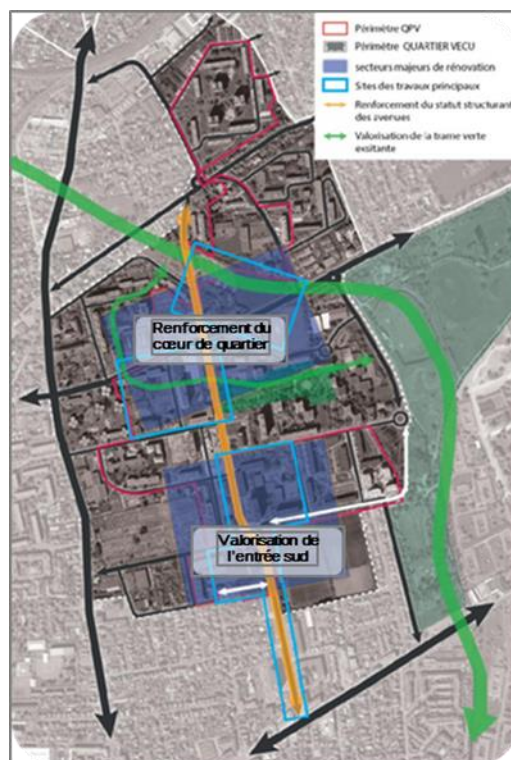 Périmètre QPV
Périmètre QUARTIER VECU
secteurs majeurs de rénovation
Sites des travaux principaux
Renforcement du statut structurant
des avenues
Valorisation de la trame verte
exsitante
Renforcement du
cœur de quartier
Valorisation de
l'entrée sud